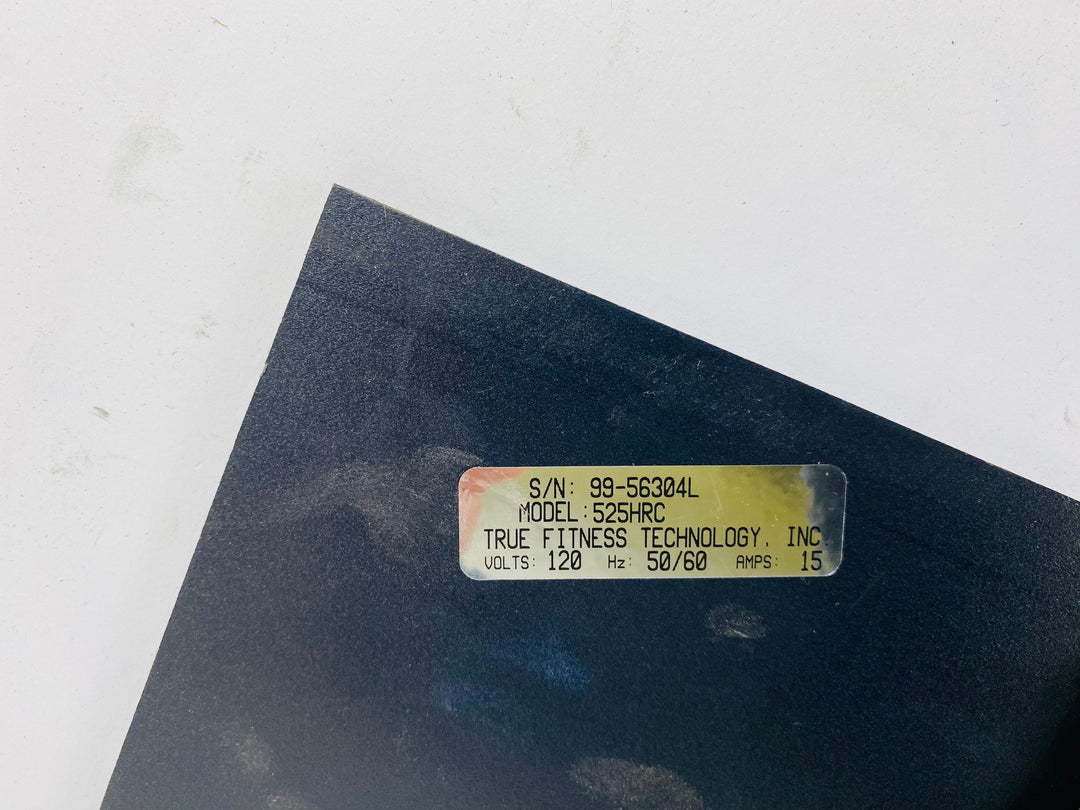 S/N: 99-56304L
MODEL: 525HRC
TRUE FITNESS TECHNOLOGY, INC.
VOLTS: 120 Hz: 50/60 AMPS: 15